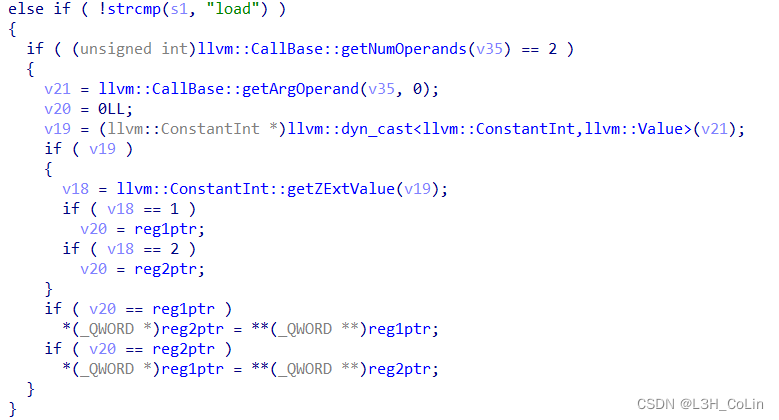 else if ( !strcmp(s1, "load") )
{
  if ( (unsigned int)llvm::CallBase::getNumOperands(v35) == 2 )
  {
    v21 = llvm::CallBase::getArgOperand(v35, 0);
    v20 = 0LL;
    v19 = (llvm::ConstantInt *)llvm::dyn_cast<llvm::ConstantInt,llvm::Value>(v21);
    if ( v19 )
    {
      v18 = llvm::ConstantInt::getZExtValue(v19);
      if ( v18 == 1 )
        v20 = reg1ptr;
      if ( v18 == 2 )
        v20 = reg2ptr;
    }
    if ( v20 == reg1ptr )
      *(_QWORD *)reg2ptr = **(_QWORD **)reg1ptr;
    if ( v20 == reg2ptr )
      *(_QWORD *)reg1ptr = **(_QWORD **)reg2ptr;
  }
}
CSDN @L3H_CoLin